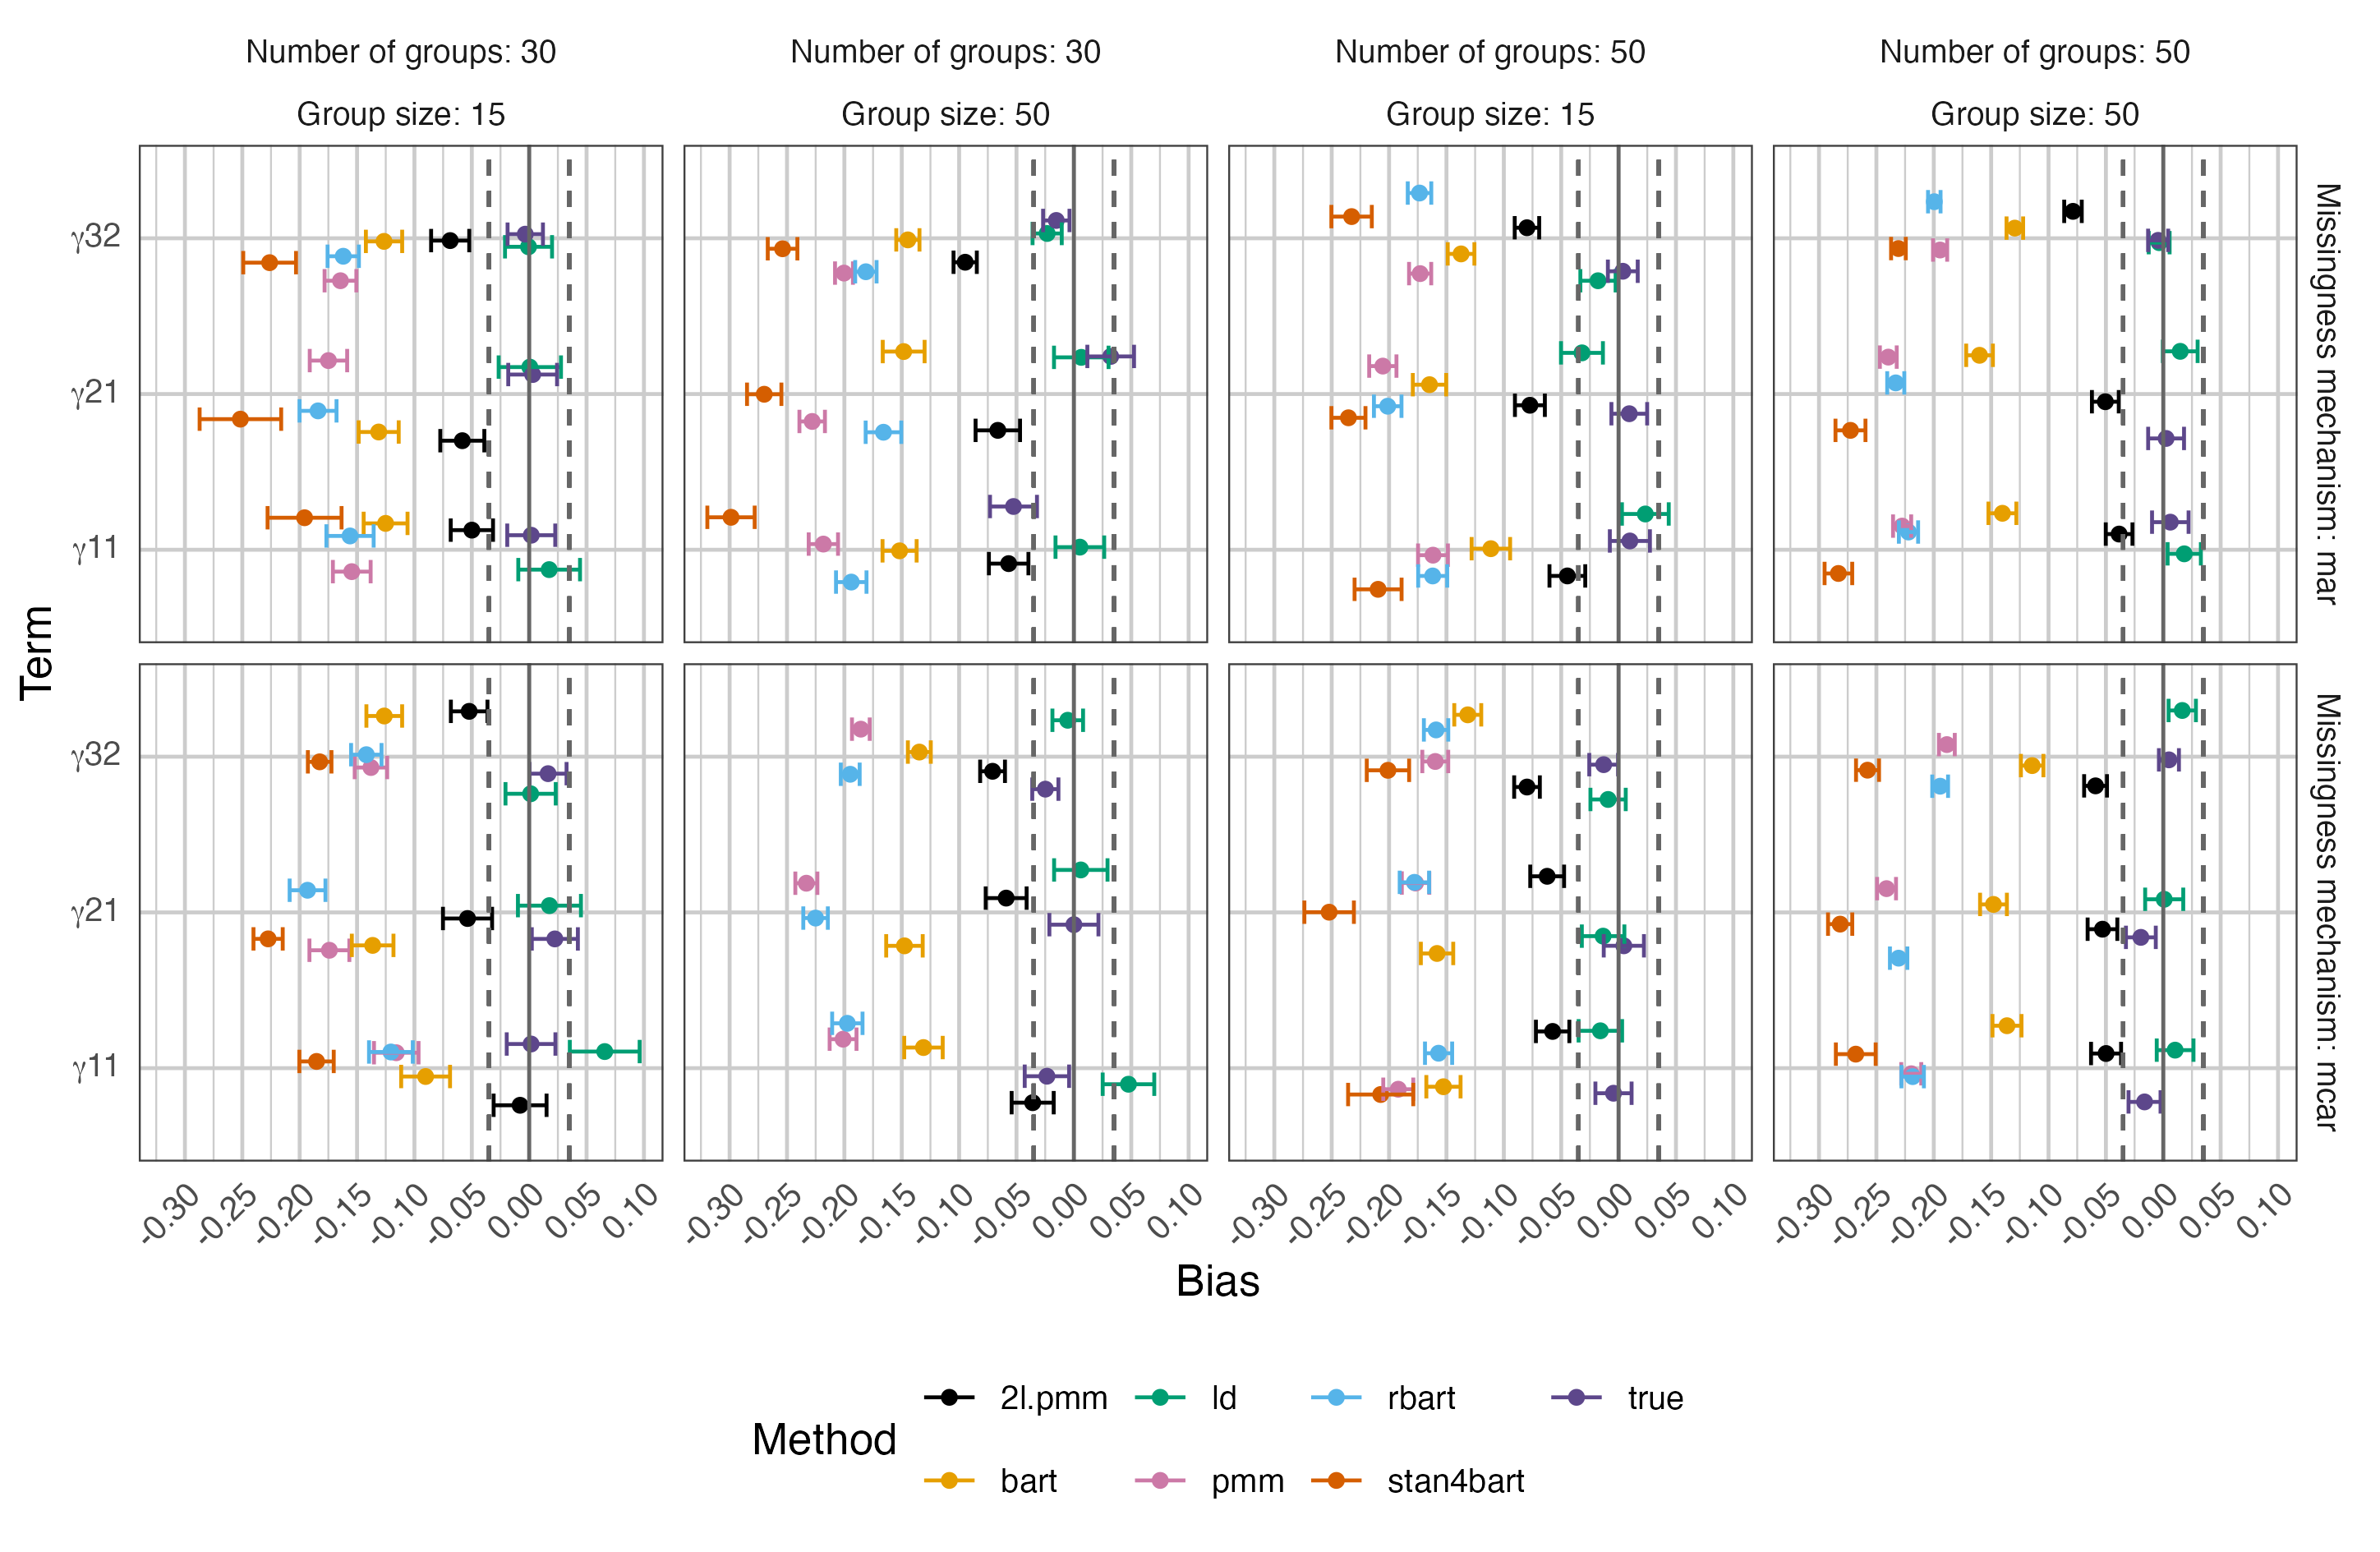 Number of groups: 30
Number of groups: 30
Number of groups: 50
Number of groups: 50
Group size: 15
Group size: 50
Group size: 15
Group size: 50
γ32
γ21
γ11
Missingness mechanism: mar
Term
γ32
γ21
γ11
Missingness mechanism: mcar
-0.30 -0.25 -0.20 -0.15 -0.10 -0.05 0.00 0.05 0.10
-0.30 -0.25 -0.20 -0.15 -0.10 -0.05 0.00 0.05 0.10
-0.30 -0.25 -0.20 -0.15 -0.10 -0.05 0.00 0.05 0.10
-0.30 -0.25 -0.20 -0.15 -0.10 -0.05 0.00 0.05 0.10
Bias
Method
2l.pmm ld rbart true
bart pmm stan4bart